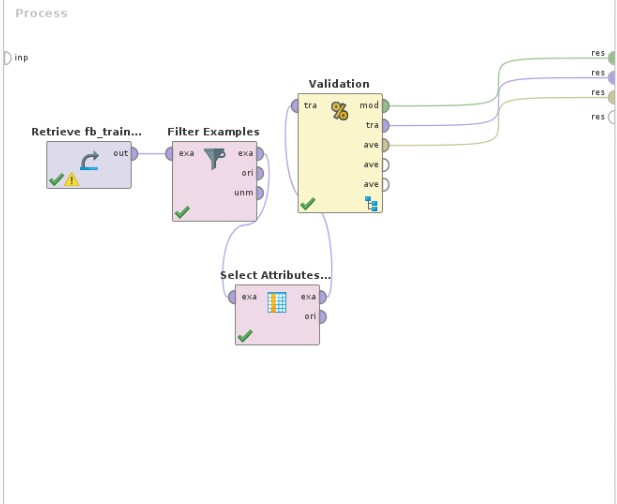 Process
inp
res
res
res
res
Validation
tra
mod
tra
ave
ave
ave
Retrieve fb_train...
out
Filter Examples
exa
exa
ori
unm
Select Attributes...
exa
exa
ori